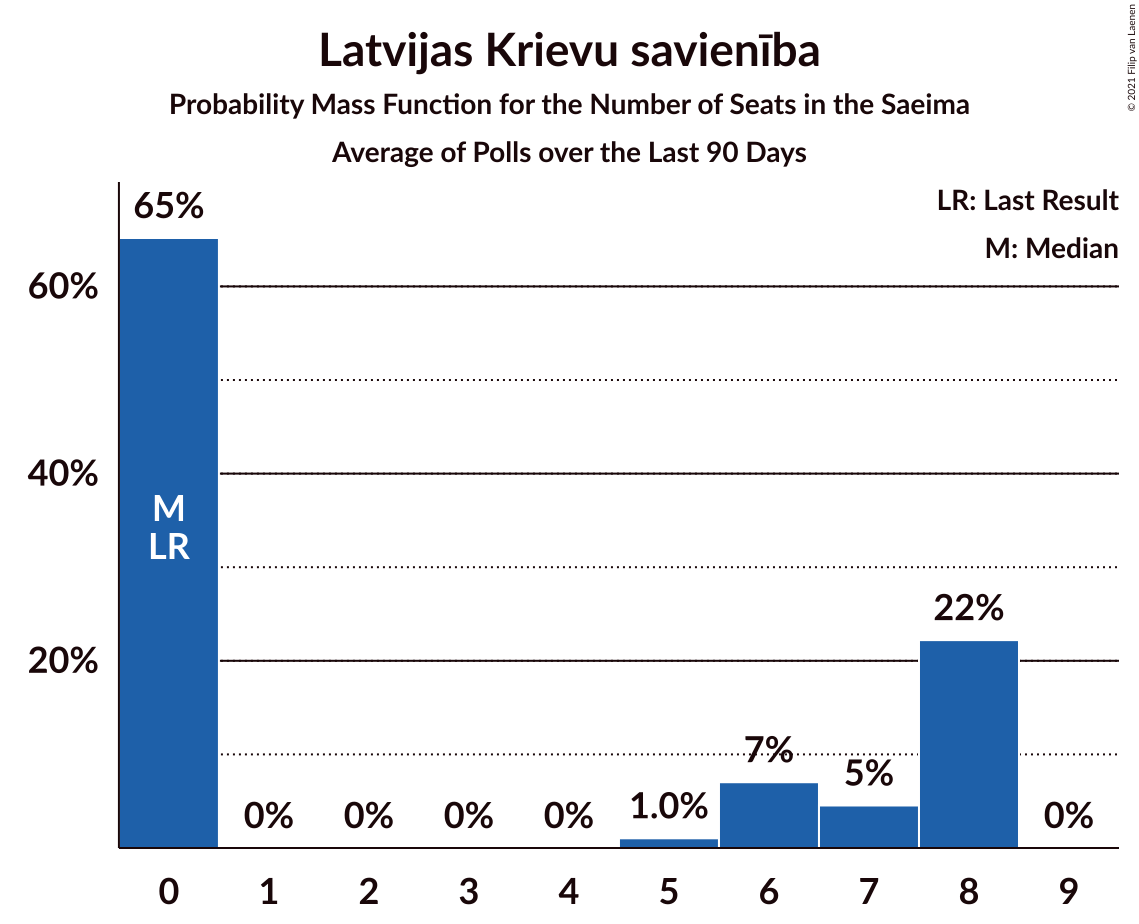 Latvijas Krievu savienība
Probability Mass Function for the Number of Seats in the Saeima
Average of Polls over the Last 90 Days
© 2021 Filip van Laenen
LR: Last Result
M: Median
65%
60%
40%
20%
M
LR
0%
0%
0%
0%
1.0%
7%
5%
22%
0%
0
1
2
3
4
5
6
7
8
9